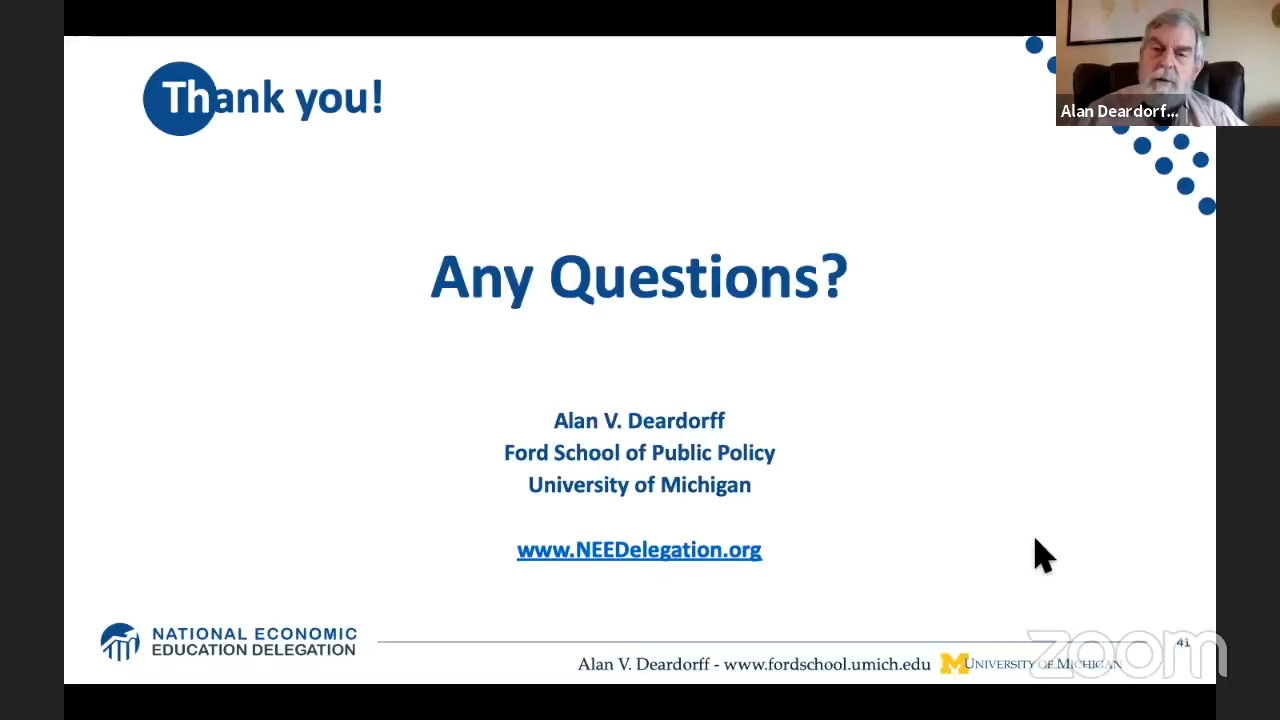 Thank you!
Alan Deardorf...
Any Questions?
Alan V. Deardorff
Ford School of Public Policy
University of Michigan
www.NEEDelegation.org
NATIONAL ECONOMIC
EDUCATION DELEGATION
Alan V. Deardorff - www.fordschool.umich.edu
M UNIVERSITY OF MICHIGAN
41
zoom